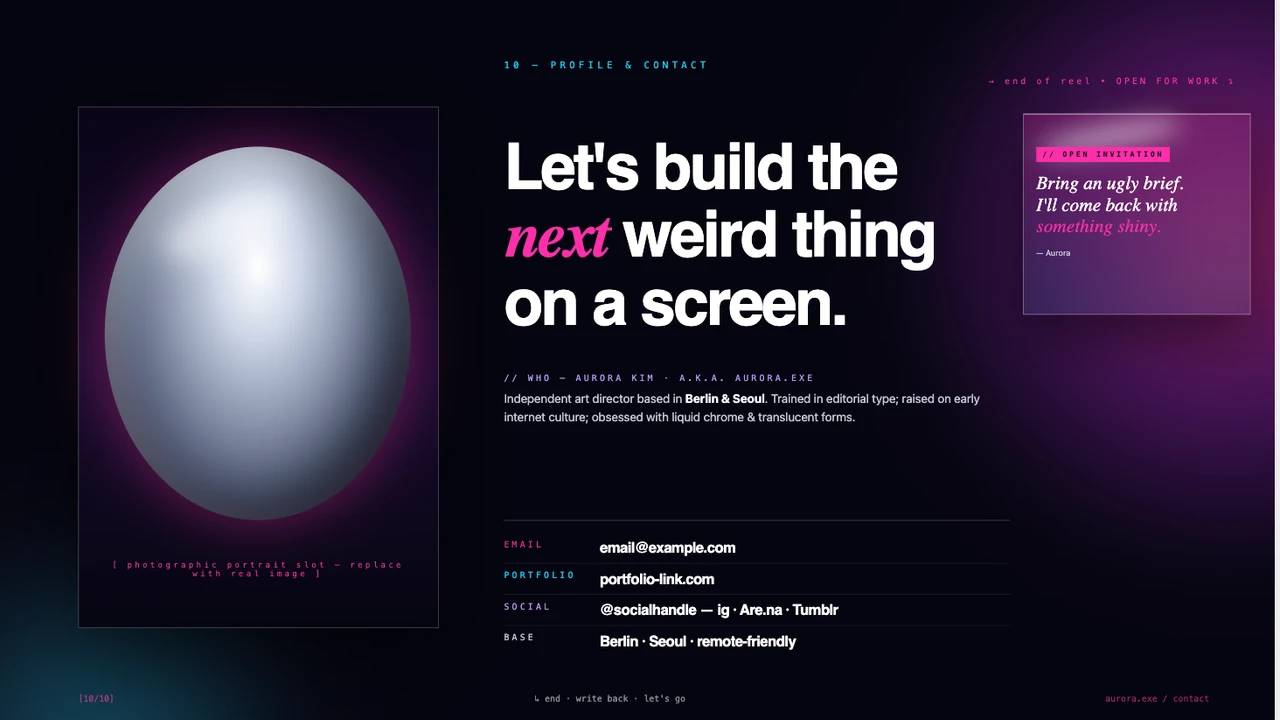 10 — PROFILE & CONTACT
→ end of reel • OPEN FOR WORK ↴
Let's build the
next weird thing
on a screen.
// OPEN INVITATION
Bring an ugly brief.
I'll come back with
something shiny.
— Aurora
// WHO — AURORA KIM · A.K.A. AURORA.EXE
Independent art director based in Berlin & Seoul. Trained in editorial type; raised on early
internet culture; obsessed with liquid chrome & translucent forms.
[ photographic portrait slot — replace
with real image ]
EMAIL email@example.com
PORTFOLIO portfolio-link.com
SOCIAL @socialhandle — ig · Are.na · Tumblr
BASE Berlin · Seoul · remote-friendly
[10/10]
↳ end · write back · let's go
aurora.exe / contact